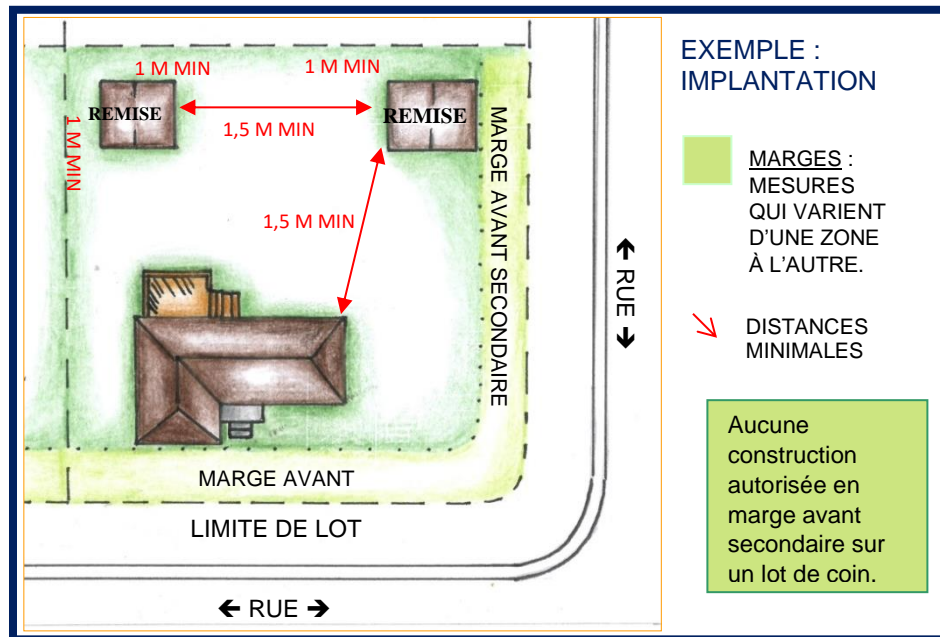 1 M MIN
1 M MIN
REMISE
REMISE
1,5 M MIN
1 M MIN
1,5 M MIN
MARGE AVANT SECONDAIRE
MARGE AVANT
LIMITE DE LOT
← RUE →
← RUE →
EXEMPLE :
IMPLANTATION
MARGES :
MESURES
QUI VARIENT
D’UNE ZONE
À L’AUTRE.
DISTANCES
MINIMALES
Aucune
construction
autorisée en
marge avant
secondaire sur
un lot de coin.